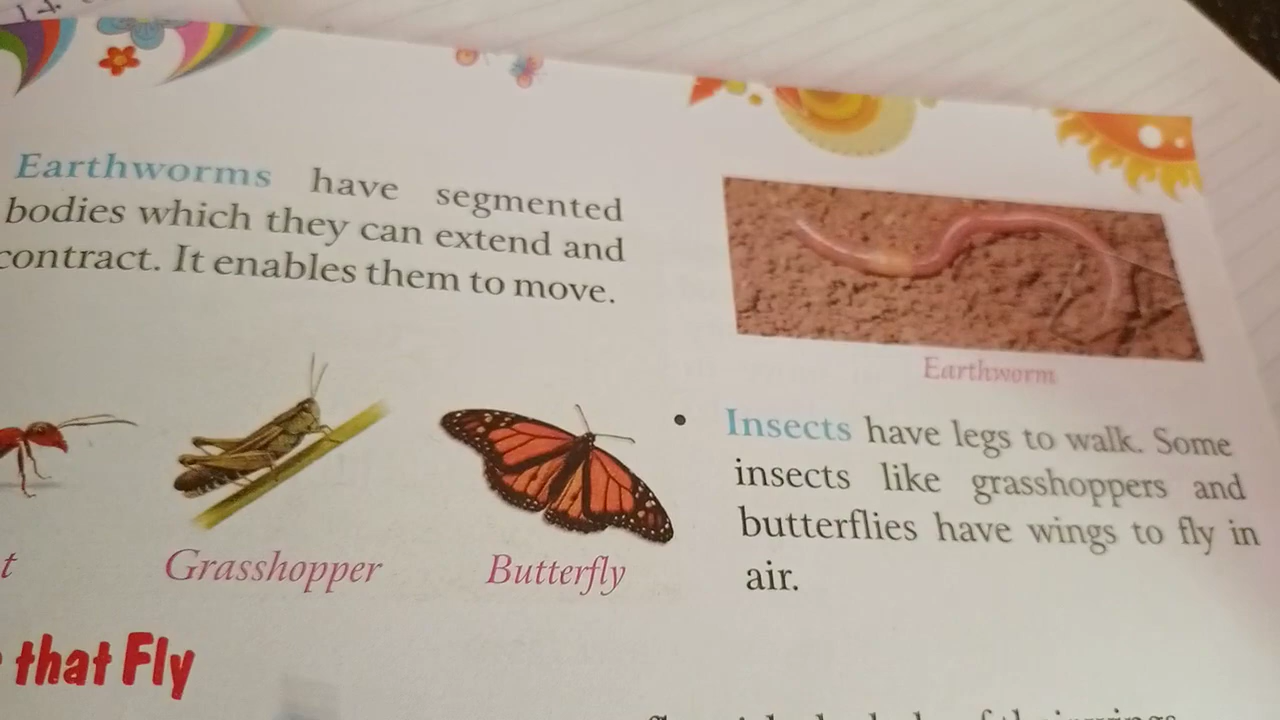 Earthworms have segmented
bodies which they can extend and
contract. It enables them to move.
Earthworm
Insects have legs to walk. Some
insects like grasshoppers and
butterflies have wings to fly in
air.
Grasshopper
Butterfly
that Fly